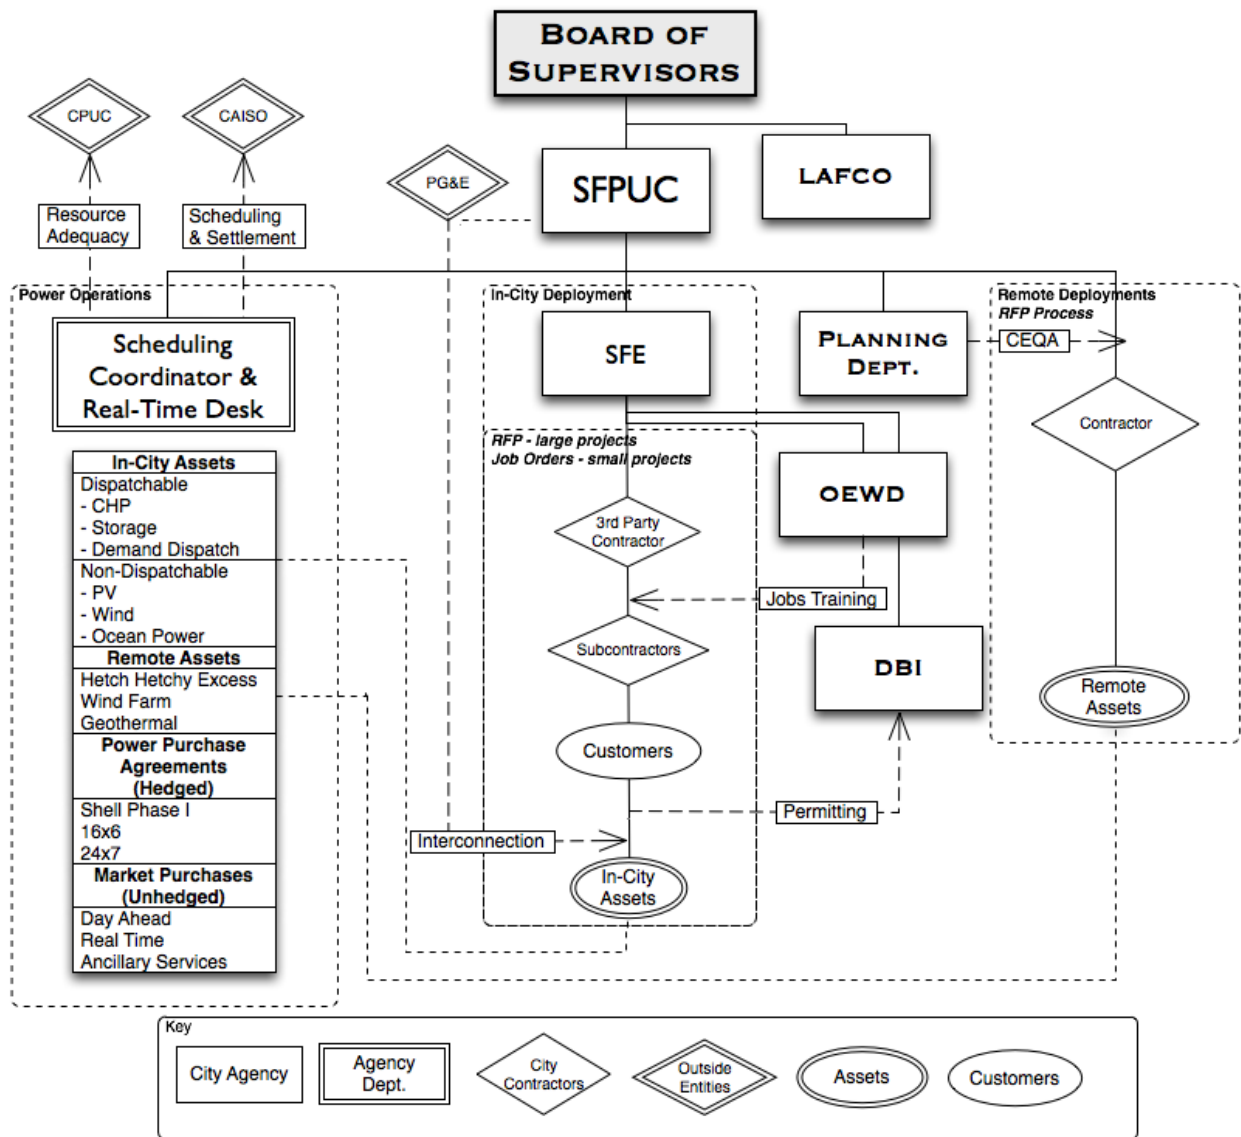 BOARD OF
SUPERVISORS
CPUC
CAISO
PG&E
SFPUC
LAFCO
Resource
Adequacy
Scheduling
& Settlement
Power Operations
In-City Deployment
Remote Deployments
RFP Process
Scheduling
Coordinator &
Real-Time Desk
SFE
PLANNING
DEPT.
CEQA
Contractor
RFP - large projects
Job Orders - small projects
In-City Assets
Dispatchable
- CHP
- Storage
- Demand Dispatch
Non-Dispatchable
- PV
- Wind
- Ocean Power
Remote Assets
Hetch Hetchy Excess
Wind Farm
Geothermal
Power Purchase
Agreements
(Hedged)
Shell Phase I
16x6
24x7
Market Purchases
(Unhedged)
Day Ahead
Real Time
Ancillary Services
3rd Party
Contractor
OEWD
Jobs Training
Subcontractors
DBI
Remote
Assets
Customers
Permitting
Interconnection
In-City
Assets
Key
City Agency
Agency
Dept.
City
Contractors
Outside
Entities
Assets
Customers